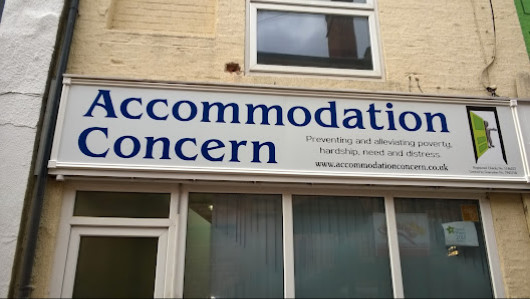 Accommodation
Concern
Preventing and alleviating poverty,
hardship, need and distress.
www.accommodationconcern.co.uk